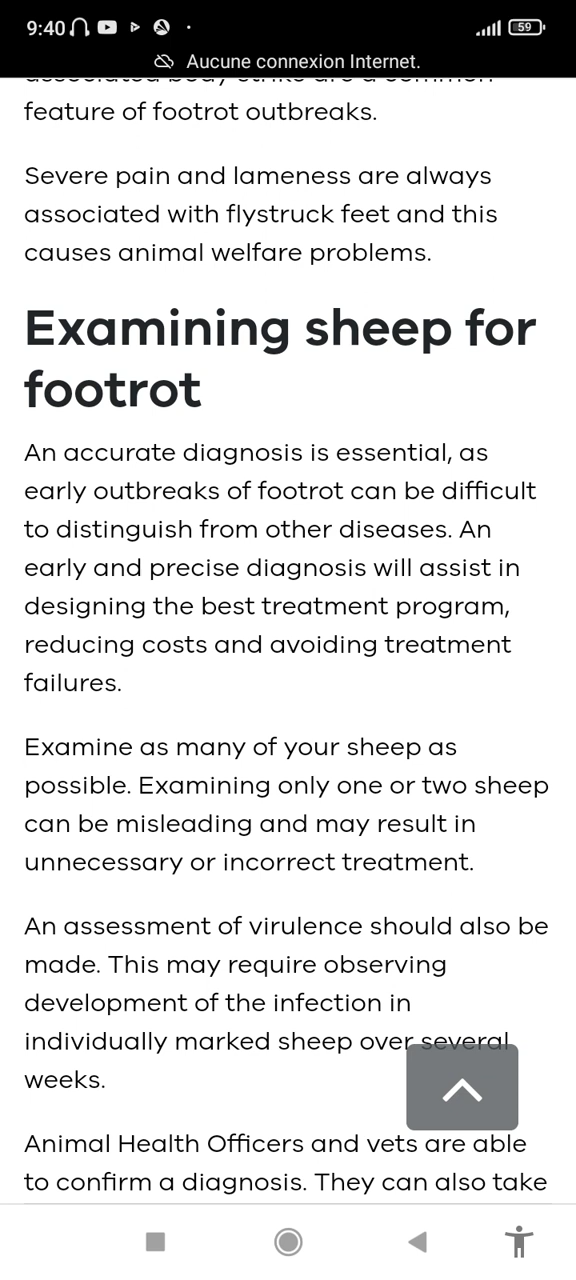 9:40
59
Aucune connexion Internet.
associated body strike are a common
feature of footrot outbreaks.
Severe pain and lameness are always
associated with flystruck feet and this
causes animal welfare problems.
Examining sheep for
footrot
An accurate diagnosis is essential, as
early outbreaks of footrot can be difficult
to distinguish from other diseases. An
early and precise diagnosis will assist in
designing the best treatment program,
reducing costs and avoiding treatment
failures.
Examine as many of your sheep as
possible. Examining only one or two sheep
can be misleading and may result in
unnecessary or incorrect treatment.
An assessment of virulence should also be
made. This may require observing
development of the infection in
individually marked sheep over several
weeks.
Animal Health Officers and vets are able
to confirm a diagnosis. They can also take